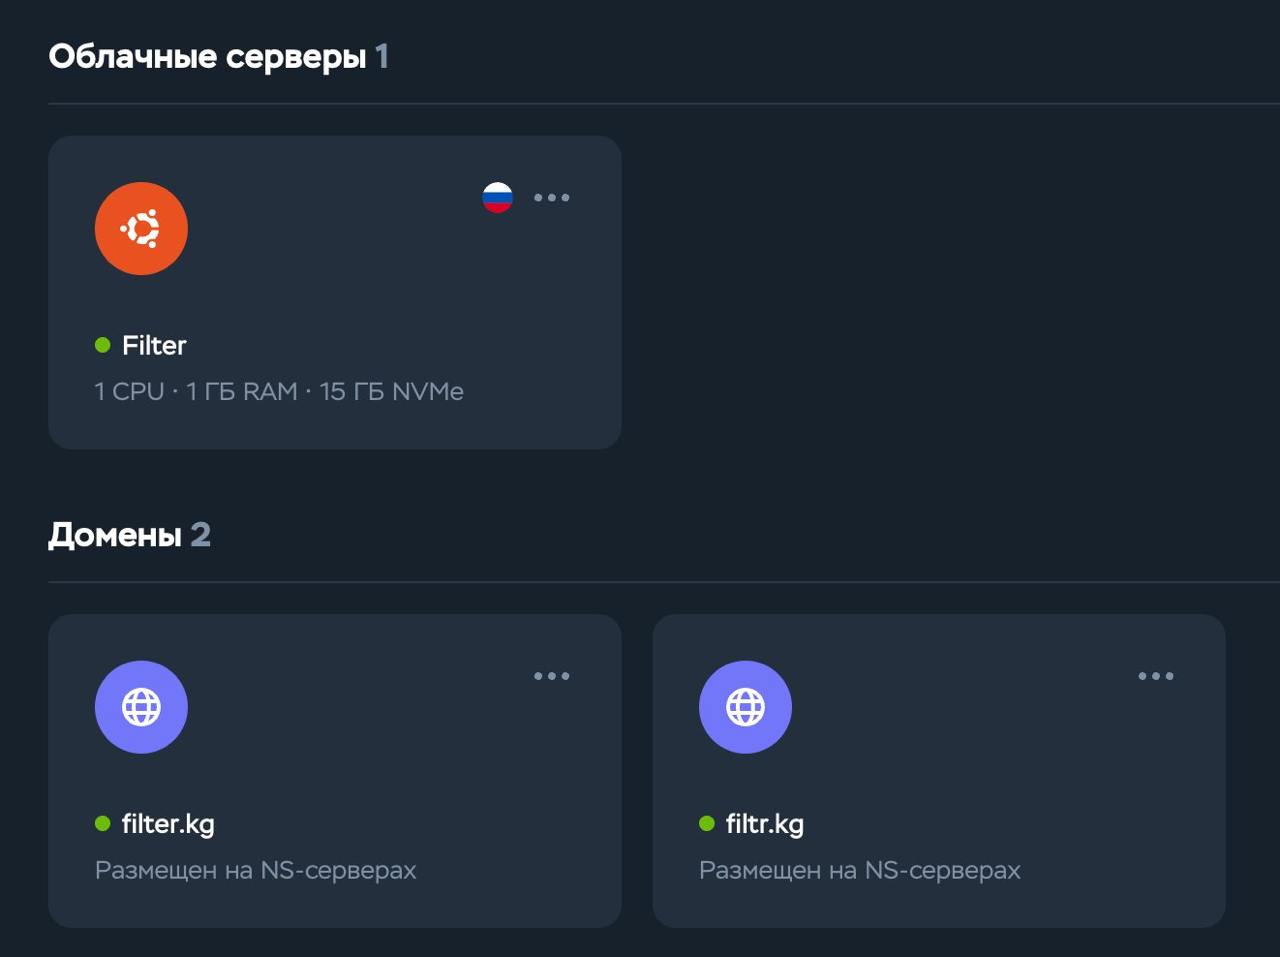 Облачные серверы 1
Filter
1 CPU · 1 ГБ RAM · 15 ГБ NVMe
Домены 2
filter.kg
Размещен на NS-серверах
filtr.kg
Размещен на NS-серверах